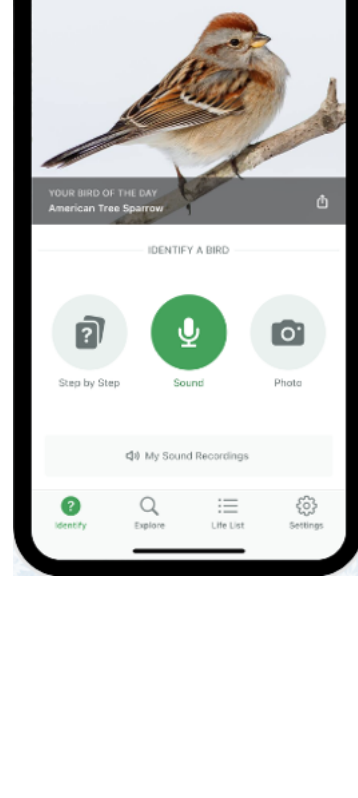 YOUR BIRD OF THE DAY
American Tree Sparrow
IDENTIFY A BIRD
?
Step by Step
Sound
Photo
My Sound Recordings
?
Identify
Explore
Life List
Settings